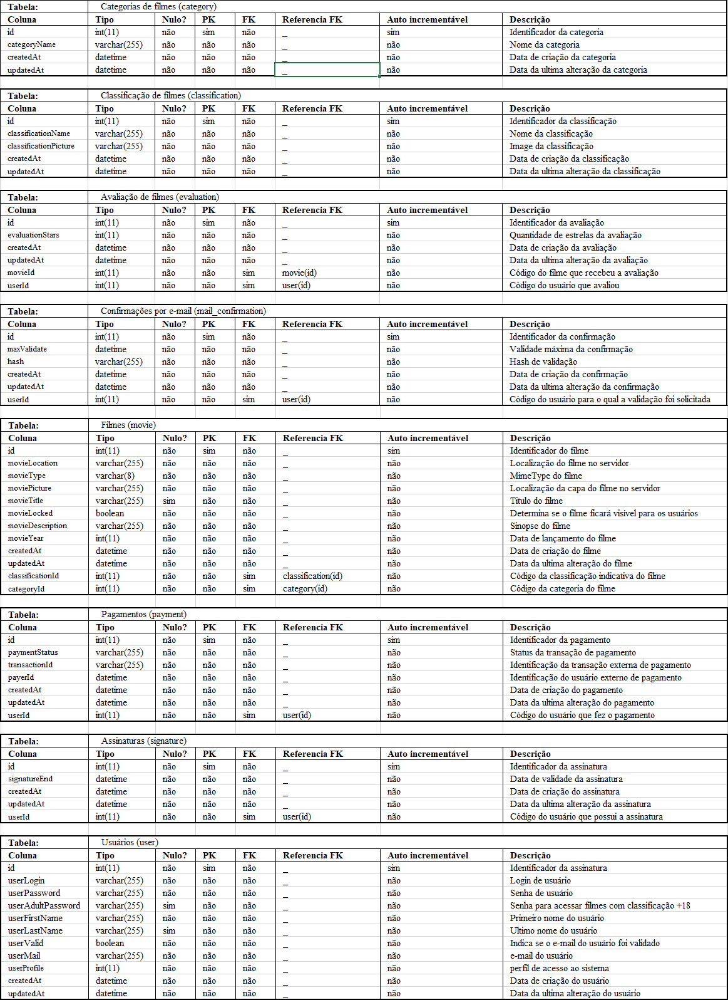 Tabela: Categorias de filmes (category)
Coluna Tipo Nulo? PK FK Referencia FK Auto incrementável Descrição
id int(11) não sim não _ sim Identificador da categoria
categoryName varchar(255) não não não _ não Nome da categoria
createdAt datetime não não não _ não Data de criação da categoria
updatedAt datetime não não não _ não Data da ultima alteração da categoria
Tabela: Classificação de filmes (classification)
Coluna Tipo Nulo? PK FK Referencia FK Auto incrementável Descrição
id int(11) não sim não _ sim Identificador da classificação
classificationName varchar(255) não não não _ não Nome da classificação
classificationPicture varchar(255) não não não _ não Image da classificação
createdAt datetime não não não _ não Data de criação da classificação
updatedAt datetime não não não _ não Data da ultima alteração da classificação
Tabela: Avaliação de filmes (evaluation)
Coluna Tipo Nulo? PK FK Referencia FK Auto incrementável Descrição
id int(11) não sim não _ sim Identificador da avaliação
evaluationStars int(11) não não não _ não Quantidade de estrelas da avaliação
createdAt datetime não não não _ não Data de criação da avaliação
updatedAt datetime não não não _ não Data da ultima alteração da avaliação
movieId int(11) não não sim movie(id) não Código do filme que recebeu a avaliação
userId int(11) não não sim user(id) não Código do usuário que avaliou
Tabela: Confirmações por e-mail (mail_confirmation)
Coluna Tipo Nulo? PK FK Referencia FK Auto incrementável Descrição
id int(11) não sim não _ sim Identificador da confirmação
maxValidate datetime não não não _ não Validade máxima da confirmação
hash varchar(255) não não não _ não Hash de validação
createdAt datetime não não não _ não Data de criação da confirmação
updatedAt datetime não não não _ não Data da ultima alteração da confirmação
userId int(11) não não sim user(id) não Código do usuário para o qual a validação foi solicitada
Tabela: Filmes (movie)
Coluna Tipo Nulo? PK FK Referencia FK Auto incrementável Descrição
id int(11) não sim não _ sim Identificador do filme
movieLocation varchar(255) não não não _ não Localização do filme no servidor
movieType varchar(8) não não não _ não MimeType do filme
moviePicture varchar(255) não não não _ não Localização da capa do filme no servidor
movieTitle varchar(255) sim não não _ não Titulo do filme
movieLocked boolean não não não _ não Determina se o filme ficará visivel para os usuários
movieDescription varchar(255) não não não _ não Sinopse do filme
movieYear int(11) não não não _ não Data de lançamento do filme
createdAt datetime não não não _ não Data de criação do filme
updatedAt datetime não não não _ não Data da ultima alteração do filme
classificationId int(11) não não sim classification(id) não Código da classificação indicativa do filme
categoryId int(11) não não sim category(id) não Código da categoria do filme
Tabela: Pagamentos (payment)
Coluna Tipo Nulo? PK FK Referencia FK Auto incrementável Descrição
id int(11) não sim não _ sim Identificador da pagamento
paymentStatus varchar(255) não não não _ não Status da transação de pagamento
transactionId varchar(255) não não não _ não Identificação da transação externa de pagamento
payerId datetime não não não _ não Identificação do usuário externo de pagamento
createdAt datetime não não não _ não Data de criação do pagamento
updatedAt datetime não não não _ não Data da ultima alteração do pagamento
userId int(11) não não sim user(id) não Código do usuário que fez o pagamento
Tabela: Assinaturas (signature)
Coluna Tipo Nulo? PK FK Referencia FK Auto incrementável Descrição
id int(11) não sim não _ sim Identificador da assinatura
signatureEnd datetime não não não _ não Data de validade da assinatura
createdAt datetime não não não _ não Data de criação do assinatura
updatedAt datetime não não não _ não Data da ultima alteração da assinatura
userId int(11) não não sim user(id) não Código do usuário que possui a assinatura
Tabela: Usuários (user)
Coluna Tipo Nulo? PK FK Referencia FK Auto incrementável Descrição
id int(11) não sim não _ sim Identificador da assinatura
userLogin varchar(255) não não não _ não Login de usuário
userPassword varchar(255) não não não _ não Senha de usuário
userAdultPassword varchar(255) sim não não _ não Senha para acessar filmes com classificação +18
userFirstName varchar(255) não não não _ não Primeiro nome do usuário
userLastName varchar(255) sim não não _ não Ultimo nome do usuário
userValid boolean não não não _ não Indica se o e-mail do usuário foi validado
userMail varchar(255) não não não _ não e-mail do usuário
userProfile int(11) não não não _ não perfil de acesso ao sistema
createdAt datetime não não não _ não Data de criação do usuário
updatedAt datetime não não não _ não Data da ultima alteração do usuário